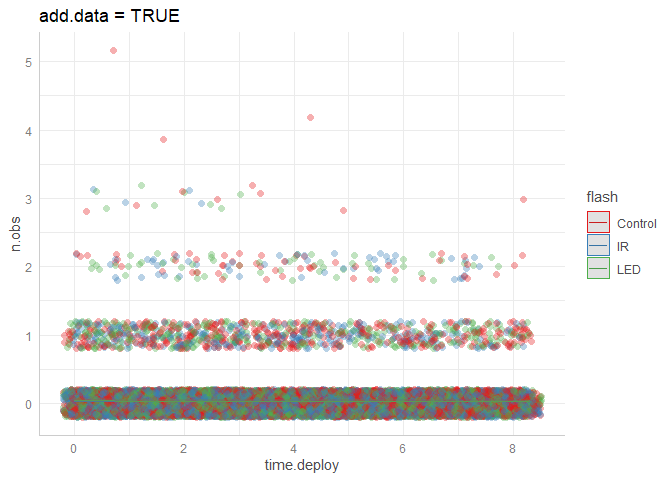 add.data = TRUE
5
4
3
2
1
0
n.obs
0 2 4 6 8
time.deploy
flash
Control
IR
LED